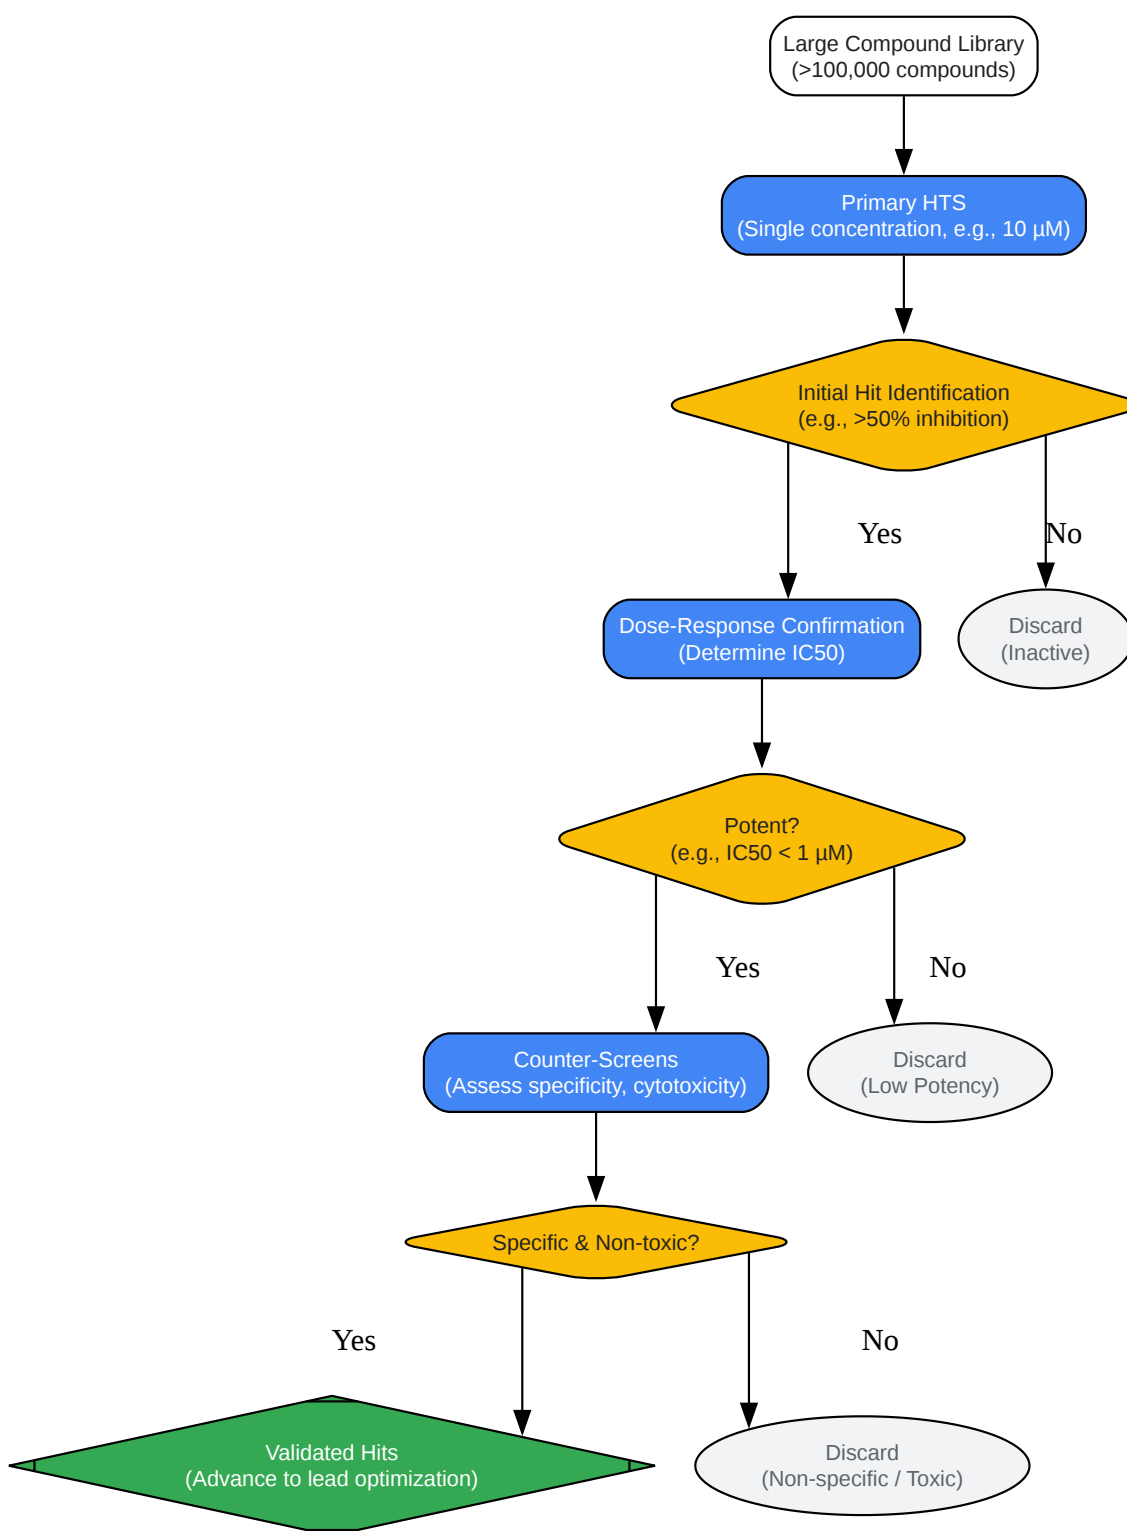 Large Compound Library
(>100,000 compounds)
Primary HTS
(Single concentration, e.g., 10 µM)
Initial Hit Identification
(e.g., >50% inhibition)
Yes
No
Dose-Response Confirmation
(Determine IC50)
Discard
(Inactive)
Potent?
(e.g., IC50 < 1 µM)
Yes
No
Counter-Screens
(Assess specificity, cytotoxicity)
Discard
(Low Potency)
Specific & Non-toxic?
Yes
No
Validated Hits
(Advance to lead optimization)
Discard
(Non-specific / Toxic)